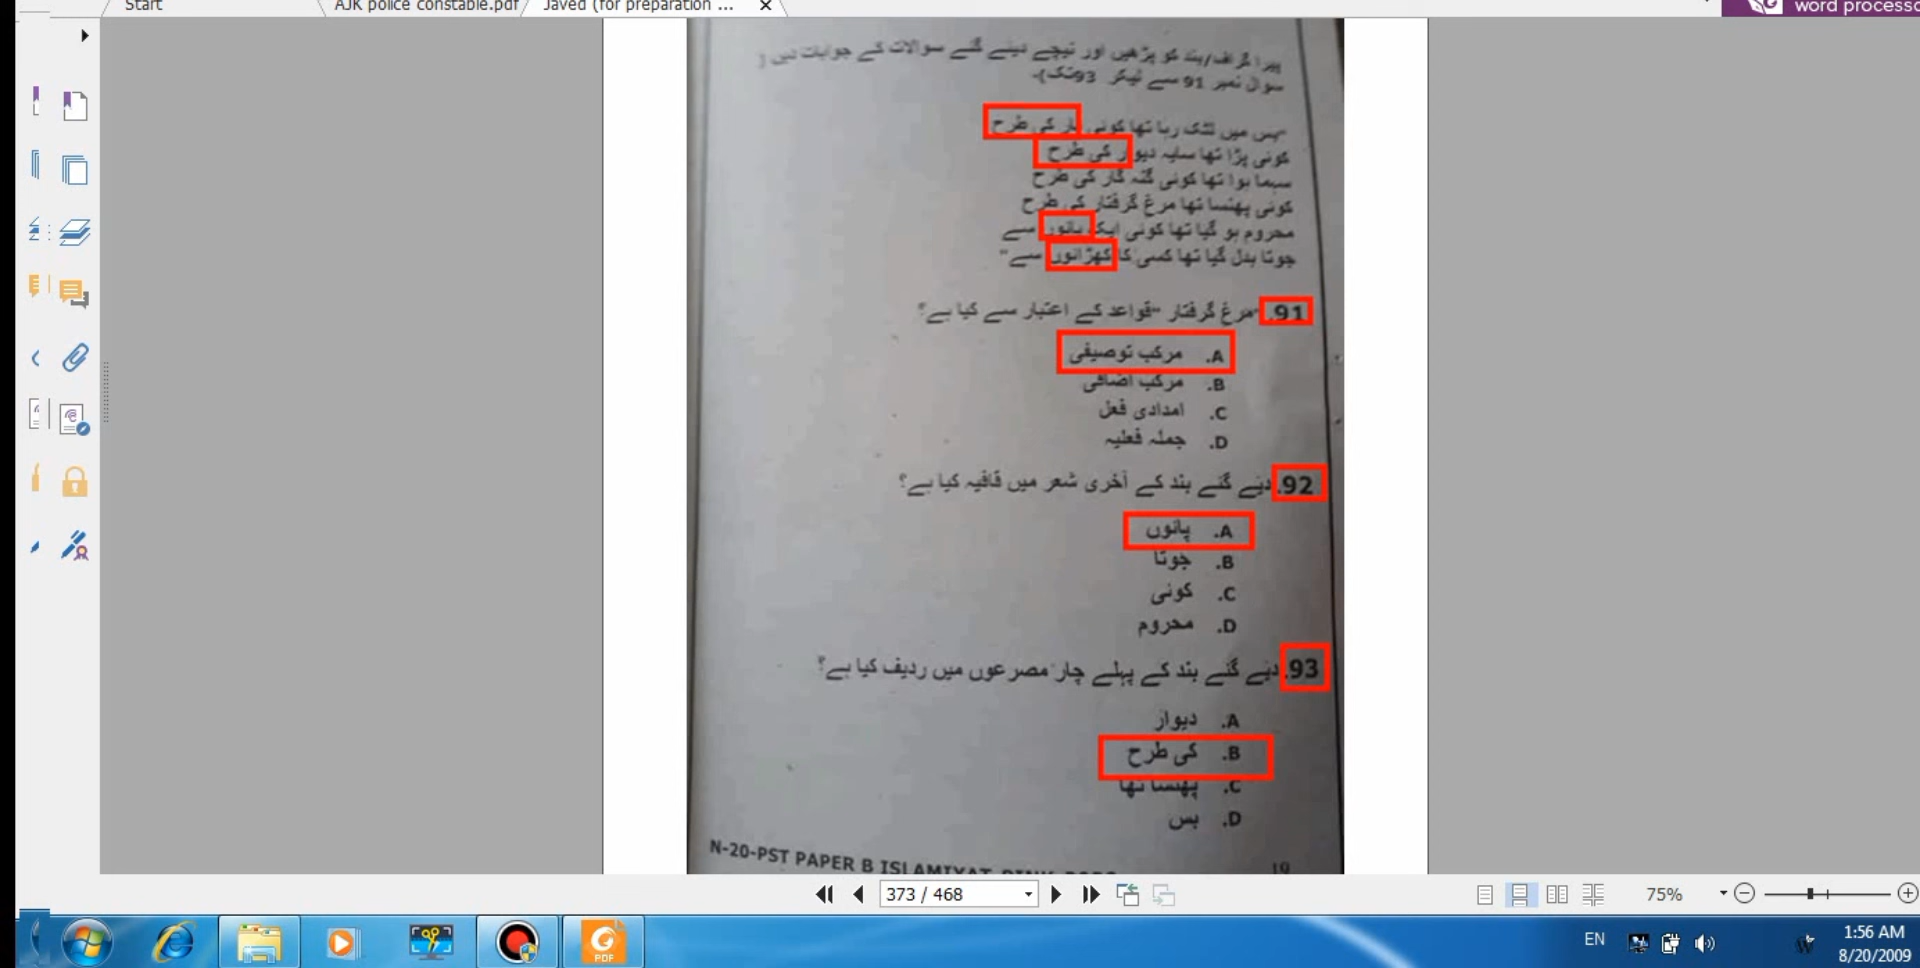 Start
AJK police constable.pdf
Javed (for preparation ...
word processo
پیراگراف/بند کو پڑھیں اور نیچے دیئے گئے سوالات کے جوابات دیں (
سوال نمبر 91 سے لیکر 93تک)۔
"بس میں لٹک رہا تھا کوئی ہار کی طرح
کوئی پڑا تھا سایہ دیوار کی طرح
سہما ہوا تھا کوئی گنہ گار کی طرح
کوئی پھنسا تھا مرغ گرفتار کی طرح
محروم ہو گیا تھا کوئی ایک پانوں سے
جوتا بدل گیا تھا کسی کا کھڑانوں سے"
91. "مرغ گرفتار" قواعد کے اعتبار سے کیا ہے؟
A. مرکب توصیفی
B. مرکب اضافی
C. امدادی فعل
D. جملہ فعلیہ
92. دیے گئے بند کے آخری شعر میں قافیہ کیا ہے؟
A. پانوں
B. جوتا
C. کوئی
D. محروم
93. دیے گئے بند کے پہلے چار مصرعوں میں ردیف کیا ہے؟
A. دیوار
B. کی طرح
C. پھنسا تھا
D. بس
N-20-PST PAPER B ISLAMIYAT
19
373 / 468
75%
EN
1:56 AM
8/20/2009
PDF